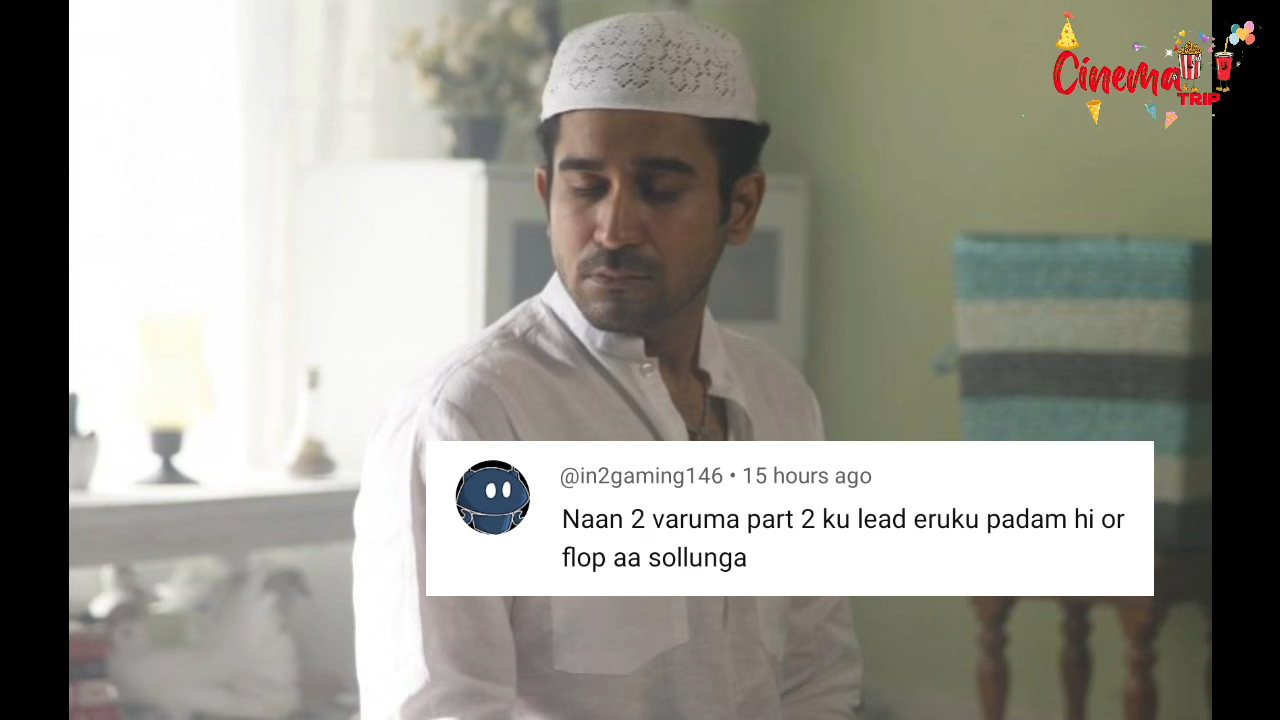 Cinema
TRIP
@in2gaming146 • 15 hours ago
Naan 2 varuma part 2 ku lead eruku padam hi or
flop aa sollunga